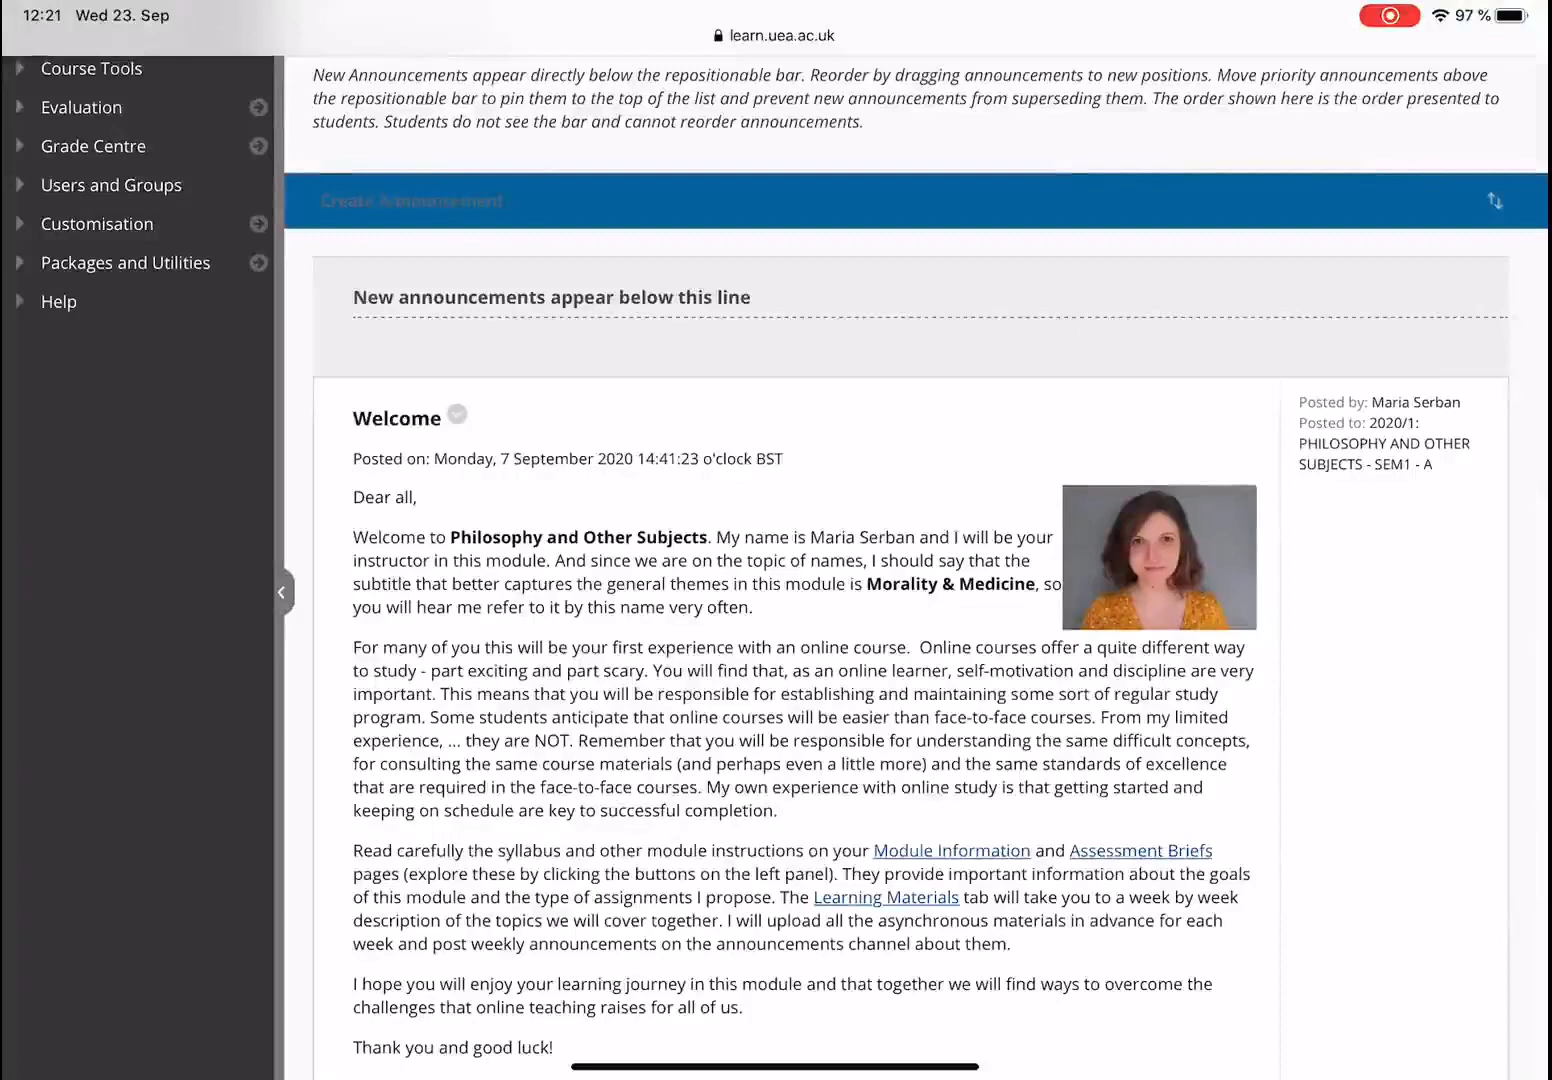 12:21 Wed 23. Sep
97 %
learn.uea.ac.uk
Course Tools
Evaluation
Grade Centre
Users and Groups
Customisation
Packages and Utilities
Help
New Announcements appear directly below the repositionable bar. Reorder by dragging announcements to new positions. Move priority announcements above
the repositionable bar to pin them to the top of the list and prevent new announcements from superseding them. The order shown here is the order presented to
students. Students do not see the bar and cannot reorder announcements.
Create Announcement
New announcements appear below this line
Welcome
Posted on: Monday, 7 September 2020 14:41:23 o'clock BST
Dear all,
Welcome to Philosophy and Other Subjects. My name is Maria Serban and I will be your
instructor in this module. And since we are on the topic of names, I should say that the
subtitle that better captures the general themes in this module is Morality & Medicine, so
you will hear me refer to it by this name very often.
For many of you this will be your first experience with an online course. Online courses offer a quite different way
to study - part exciting and part scary. You will find that, as an online learner, self-motivation and discipline are very
important. This means that you will be responsible for establishing and maintaining some sort of regular study
program. Some students anticipate that online courses will be easier than face-to-face courses. From my limited
experience, ... they are NOT. Remember that you will be responsible for understanding the same difficult concepts,
for consulting the same course materials (and perhaps even a little more) and the same standards of excellence
that are required in the face-to-face courses. My own experience with online study is that getting started and
keeping on schedule are key to successful completion.
Read carefully the syllabus and other module instructions on your Module Information and Assessment Briefs
pages (explore these by clicking the buttons on the left panel). They provide important information about the goals
of this module and the type of assignments I propose. The Learning Materials tab will take you to a week by week
description of the topics we will cover together. I will upload all the asynchronous materials in advance for each
week and post weekly announcements on the announcements channel about them.
I hope you will enjoy your learning journey in this module and that together we will find ways to overcome the
challenges that online teaching raises for all of us.
Thank you and good luck!
Posted by: Maria Serban
Posted to: 2020/1:
PHILOSOPHY AND OTHER
SUBJECTS - SEM1 - A